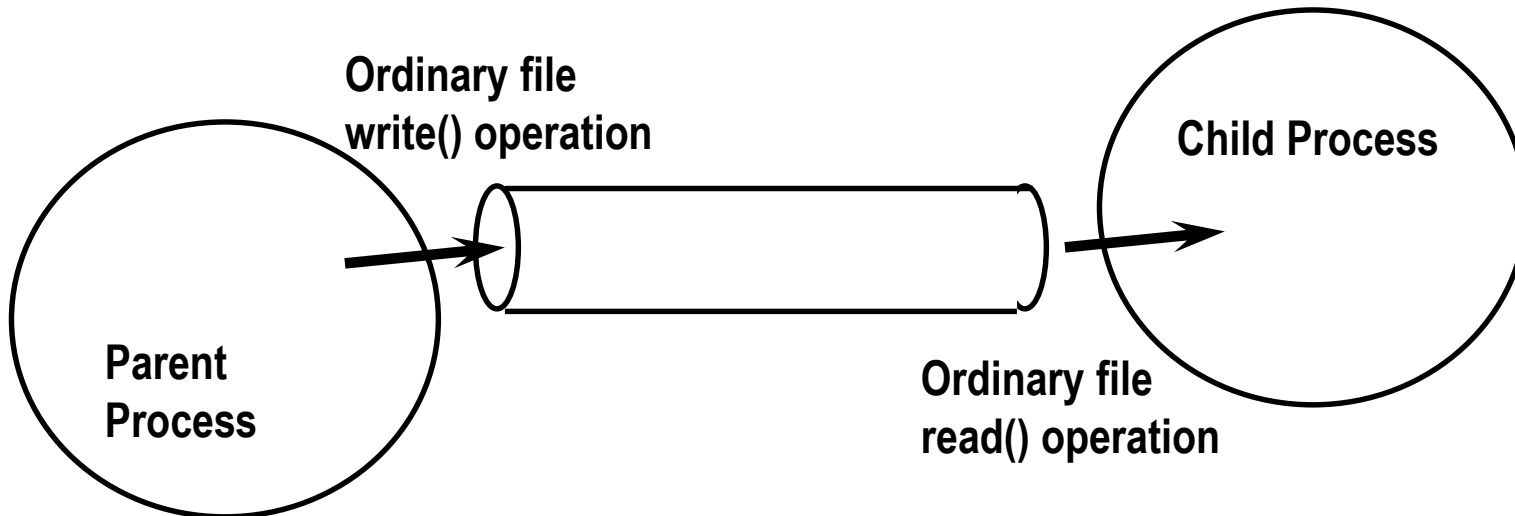 Ordinary file
write() operation
Child Process
Parent
Process
Ordinary file
read() operation